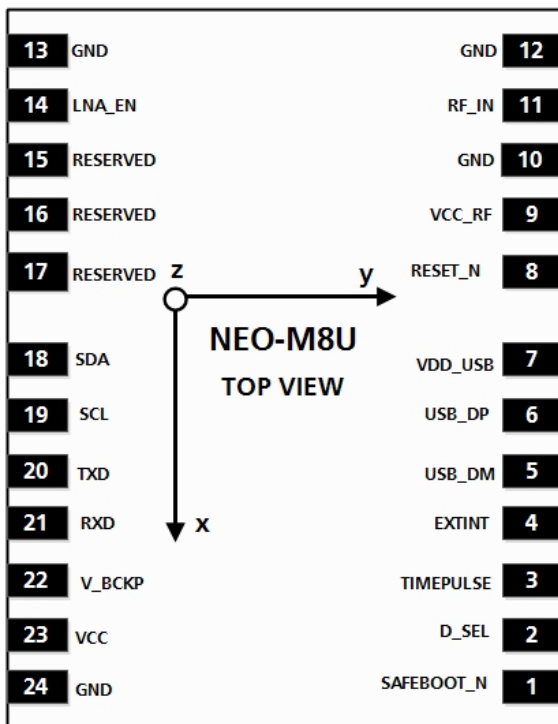 13 GND GND 12
14 LNA_EN RF_IN 11
15 RESERVED GND 10
16 RESERVED VCC_RF 9
17 RESERVED z y RESET_N 8
NEO-M8U
18 SDA TOP VIEW VDD_USB 7
19 SCL USB_DP 6
20 TXD USB_DM 5
21 RXD x EXTINT 4
22 V_BCKP TIMEPULSE 3
23 VCC D_SEL 2
24 GND SAFEBOOT_N 1